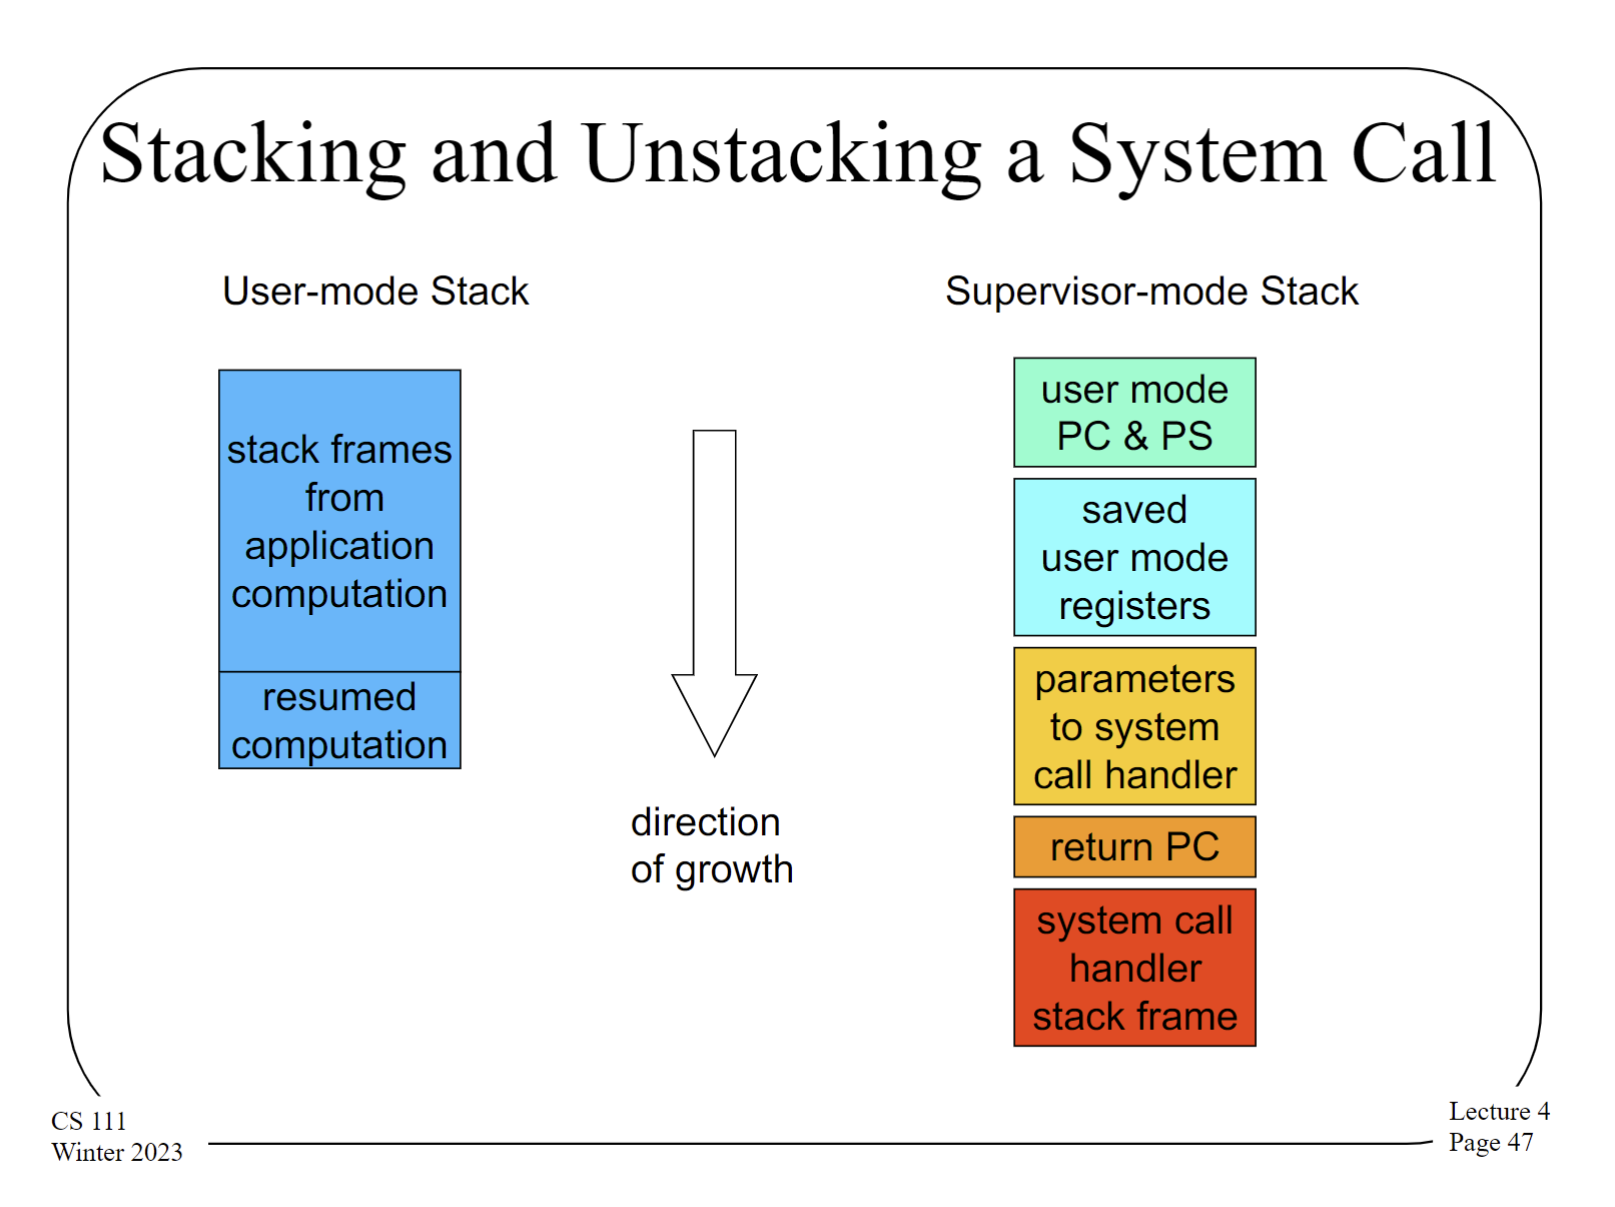 Stacking and Unstacking a System Call
User-mode Stack
Supervisor-mode Stack
stack frames
from
application
computation
resumed
computation
direction
of growth
user mode
PC & PS
saved
user mode
registers
parameters
to system
call handler
return PC
system call
handler
stack frame
CS 111
Winter 2023
Lecture 4
Page 47